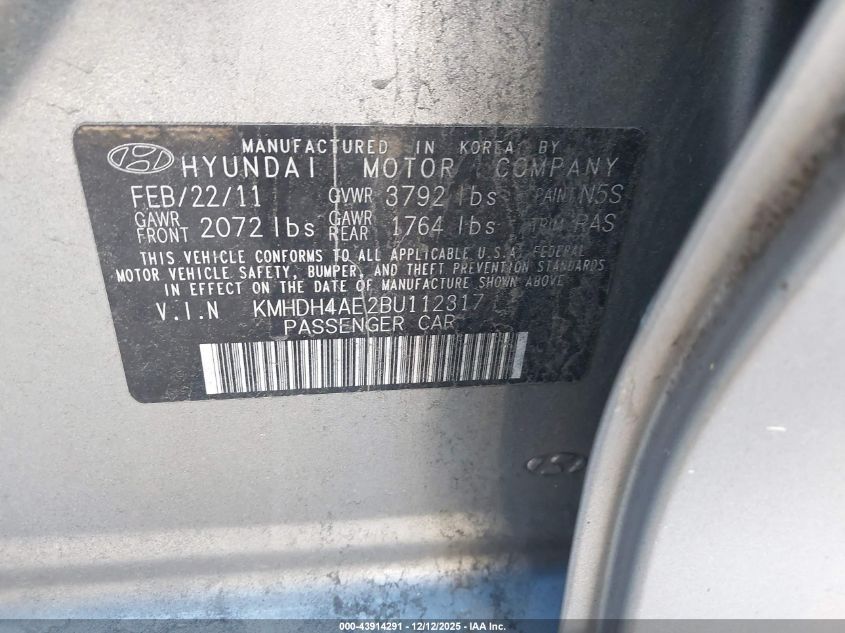 MANUFACTURED IN KOREA BY
HYUNDAI MOTOR COMPANY
FEB/22/11 GVWR 3792 lbs PAINT N5S
GAWR FRONT 2072 lbs GAWR REAR 1764 lbs TRIM RAS
THIS VEHICLE CONFORMS TO ALL APPLICABLE U.S.A. FEDERAL
MOTOR VEHICLE SAFETY, BUMPER, AND THEFT PREVENTION STANDARDS
IN EFFECT ON THE DATE OF MANUFACTURE SHOWN ABOVE
V.I.N KMHDH4AE2BU112317
PASSENGER CAR
000-43914291 - 12/12/2025 - IAA Inc.